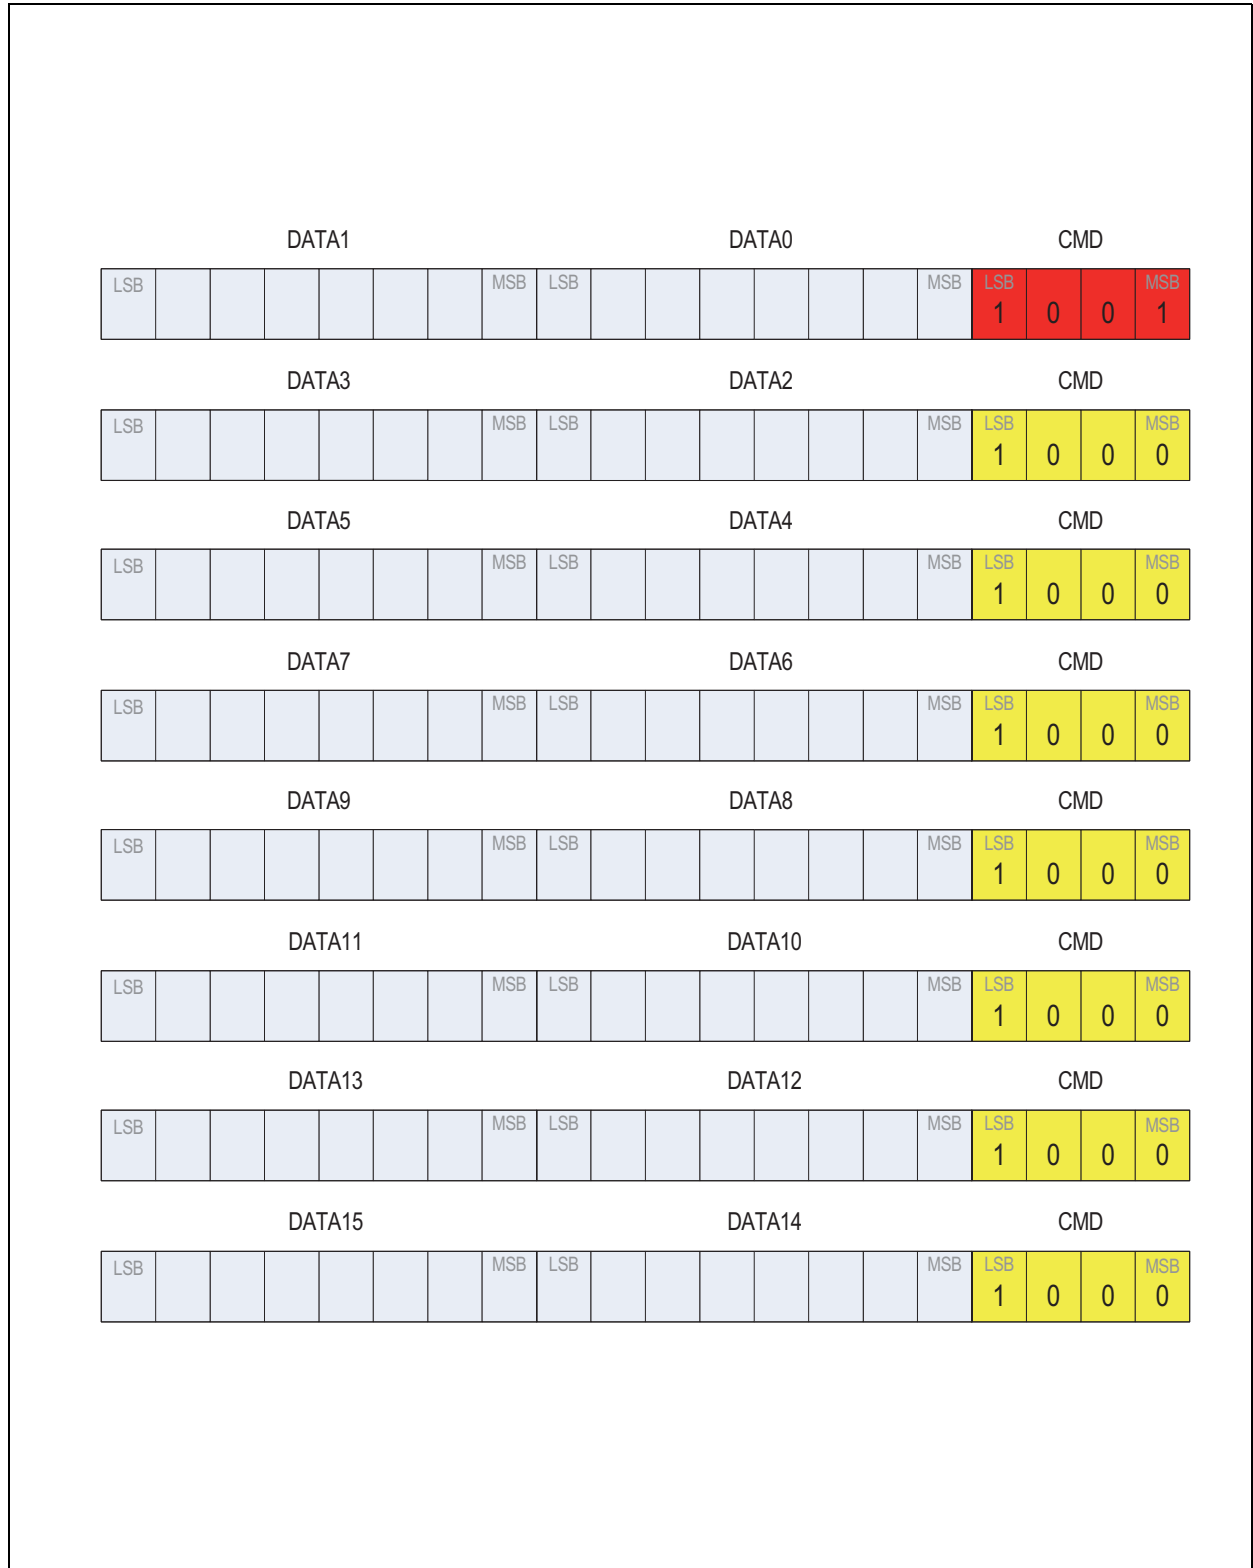 DATA1 DATA0 CMD
LSB MSB LSB MSB LSB MSB
1 0 0 1
DATA3 DATA2 CMD
LSB MSB LSB MSB LSB MSB
1 0 0 0
DATA5 DATA4 CMD
LSB MSB LSB MSB LSB MSB
1 0 0 0
DATA7 DATA6 CMD
LSB MSB LSB MSB LSB MSB
1 0 0 0
DATA9 DATA8 CMD
LSB MSB LSB MSB LSB MSB
1 0 0 0
DATA11 DATA10 CMD
LSB MSB LSB MSB LSB MSB
1 0 0 0
DATA13 DATA12 CMD
LSB MSB LSB MSB LSB MSB
1 0 0 0
DATA15 DATA14 CMD
LSB MSB LSB MSB LSB MSB
1 0 0 0